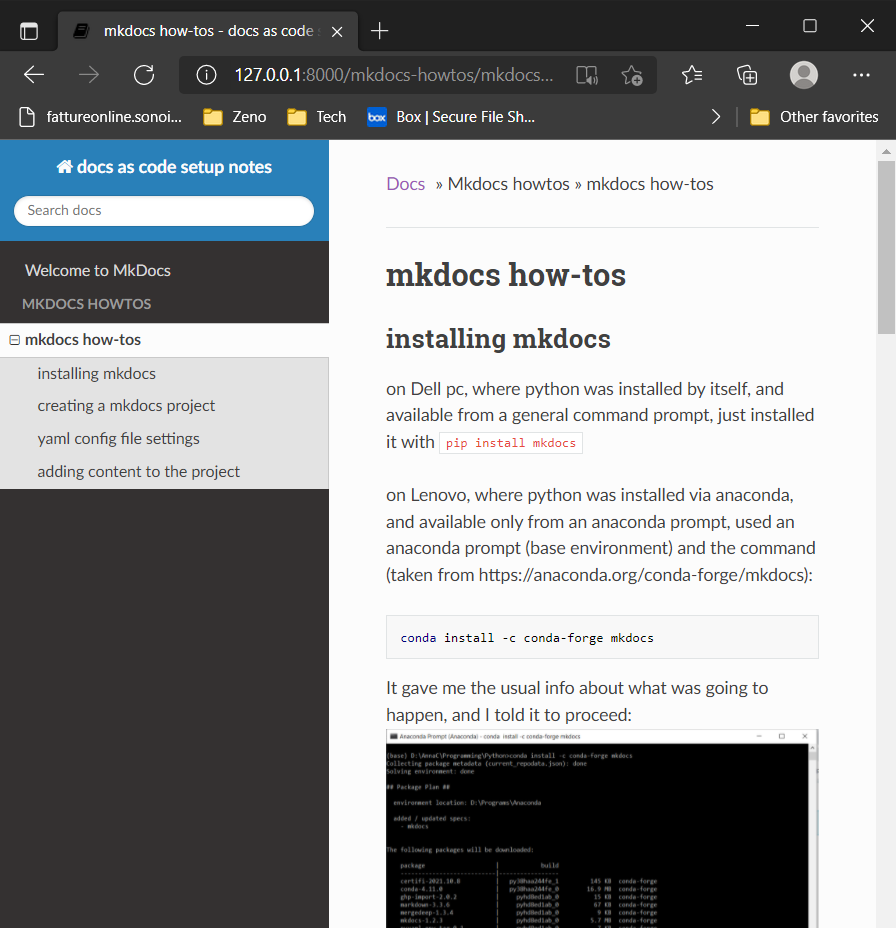 mkdocs how-tos - docs as code s
127.0.0.1:8000/mkdocs-howtos/mkdocs...
fattureonline.sonoi...
Zeno
Tech
box
Box | Secure File Sh...
Other favorites
docs as code setup notes
Search docs
Welcome to MkDocs
MKDOCS HOWTOS
mkdocs how-tos
installing mkdocs
creating a mkdocs project
yaml config file settings
adding content to the project
Docs » Mkdocs howtos » mkdocs how-tos
mkdocs how-tos
installing mkdocs
on Dell pc, where python was installed by itself, and
available from a general command prompt, just installed
it with pip install mkdocs
on Lenovo, where python was installed via anaconda,
and available only from an anaconda prompt, used an
anaconda prompt (base environment) and the command
(taken from https://anaconda.org/conda-forge/mkdocs):
conda install -c conda-forge mkdocs
It gave me the usual info about what was going to
happen, and I told it to proceed:
Anaconda Prompt (Anaconda) - conda install -c conda-forge mkdocs
(base) D:\AnnaC\Programming\Python>conda install -c conda-forge mkdocs
Collecting package metadata (current_repodata.json): done
Solving environment: done
## Package Plan ##
environment location: D:\Programs\Anaconda
added / updated specs:
- mkdocs
The following packages will be downloaded:
package | build
certifi-2021.10.8 | py38haa244fe_1 145 KB conda-forge
conda-4.11.0 | py38haa244fe_0 16.9 MB conda-forge
ghp-import-2.0.2 | pyhd8ed1ab_0 15 KB conda-forge
markdown-3.3.6 | pyhd8ed1ab_0 67 KB conda-forge
mergedeep-1.3.4 | pyhd8ed1ab_0 9 KB conda-forge
mkdocs-1.2.3 | pyhd8ed1ab_0 5.7 MB conda-forge